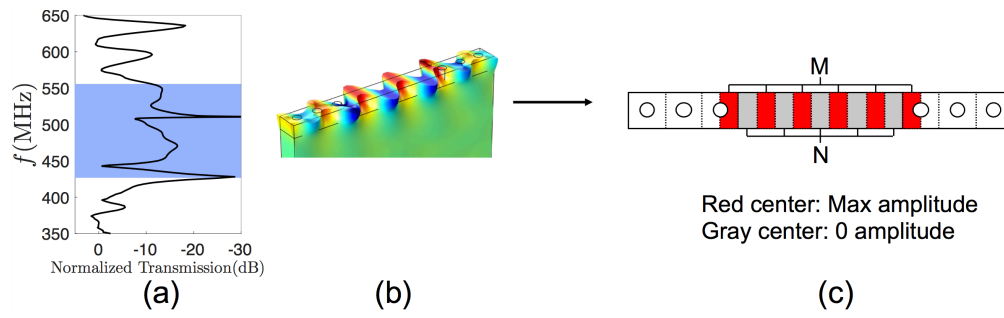 650
600
550
500
450
400
350
f(MHz)
0 -10 -20 -30
Normalized Transmission(dB)
(a)
(b)
M
N
Red center: Max amplitude
Gray center: 0 amplitude
(c)